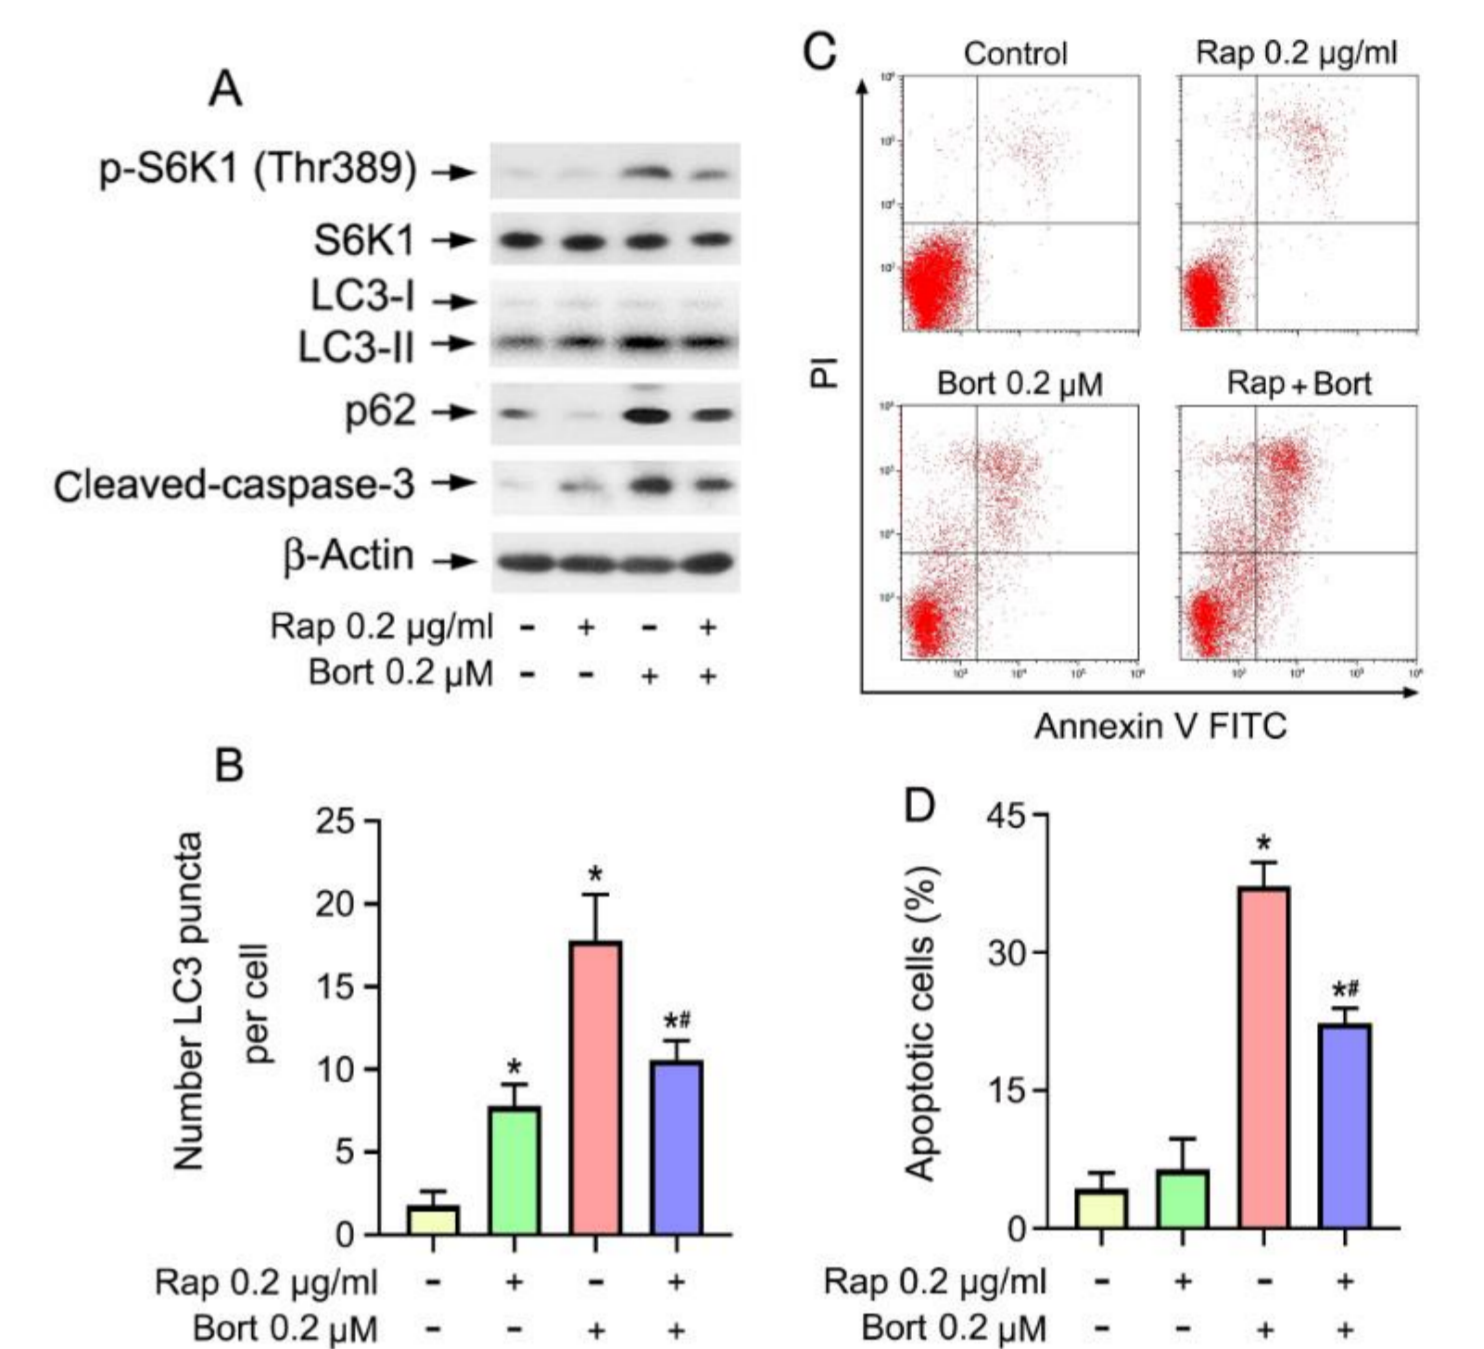 A
p-S6K1 (Thr389)
S6K1
LC3-I
LC3-II
p62
Cleaved-caspase-3
β-Actin
Rap 0.2 µg/ml - + - +
Bort 0.2 µM - - + +
B
Number LC3 puncta
per cell
25
20
15
10
5
0
*
*
*#
Rap 0.2 µg/ml - + - +
Bort 0.2 µM - - + +
C
Control
Rap 0.2 µg/ml
Bort 0.2 µM
Rap + Bort
PI
Annexin V FITC
D
Apoptotic cells (%)
45
30
15
0
*
*#
Rap 0.2 µg/ml - + - +
Bort 0.2 µM - - + +